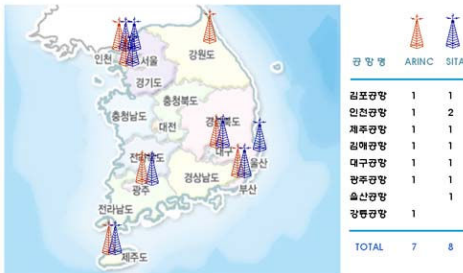 인천
서울
강원도
경기도
충청북도
충청남도
대전
경상북도
대구
울산
전라북도
경상남도
부산
광주
전라남도
제주도
공 항 명 ARINC SITA
김포공항 1 1
인천공항 1 2
제주공항 1 1
김해공항 1 1
대구공항 1 1
광주공항 1 1
울산공항 1
강릉공항 1
TOTAL 7 8